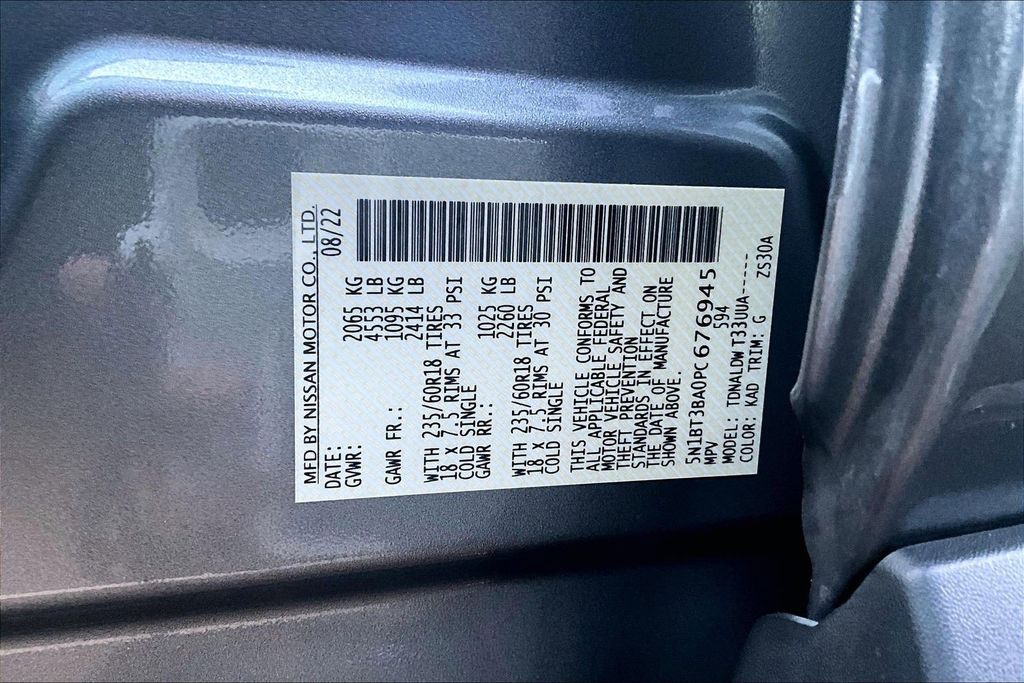 MFD BY NISSAN MOTOR CO., LTD.
DATE: 08/22
GVWR: 2065 KG
4553 LB
GAWR FR.: 1095 KG
2414 LB
WITH 235/60R18 TIRES
18 X 7.5 RIMS AT 33 PSI
COLD SINGLE
GAWR RR.: 1025 KG
2260 LB
WITH 235/60R18 TIRES
18 X 7.5 RIMS AT 30 PSI
COLD SINGLE
THIS VEHICLE CONFORMS TO
ALL APPLICABLE FEDERAL
MOTOR VEHICLE SAFETY AND
THEFT PREVENTION
STANDARDS IN EFFECT ON
THE DATE OF MANUFACTURE
SHOWN ABOVE.
5N1BT3BA0PC676945
MPV 594
MODEL: TDNALDW T33UUA-----
COLOR: KAD TRIM: G ZS30A